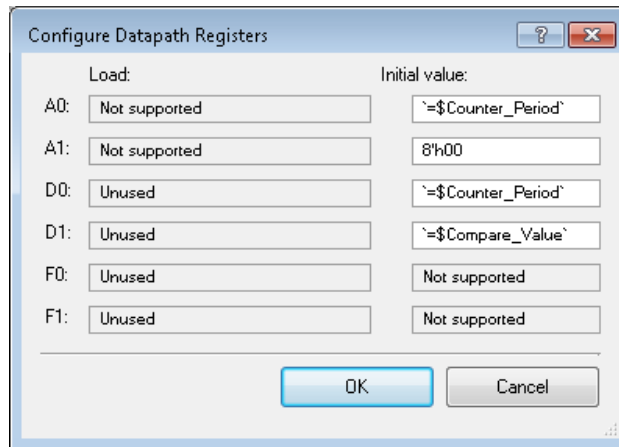 Configure Datapath Registers
Load: Initial value:
A0: Not supported `=$Counter_Period`
A1: Not supported 8'h00
D0: Unused `=$Counter_Period`
D1: Unused `=$Compare_Value`
F0: Unused Not supported
F1: Unused Not supported
OK Cancel